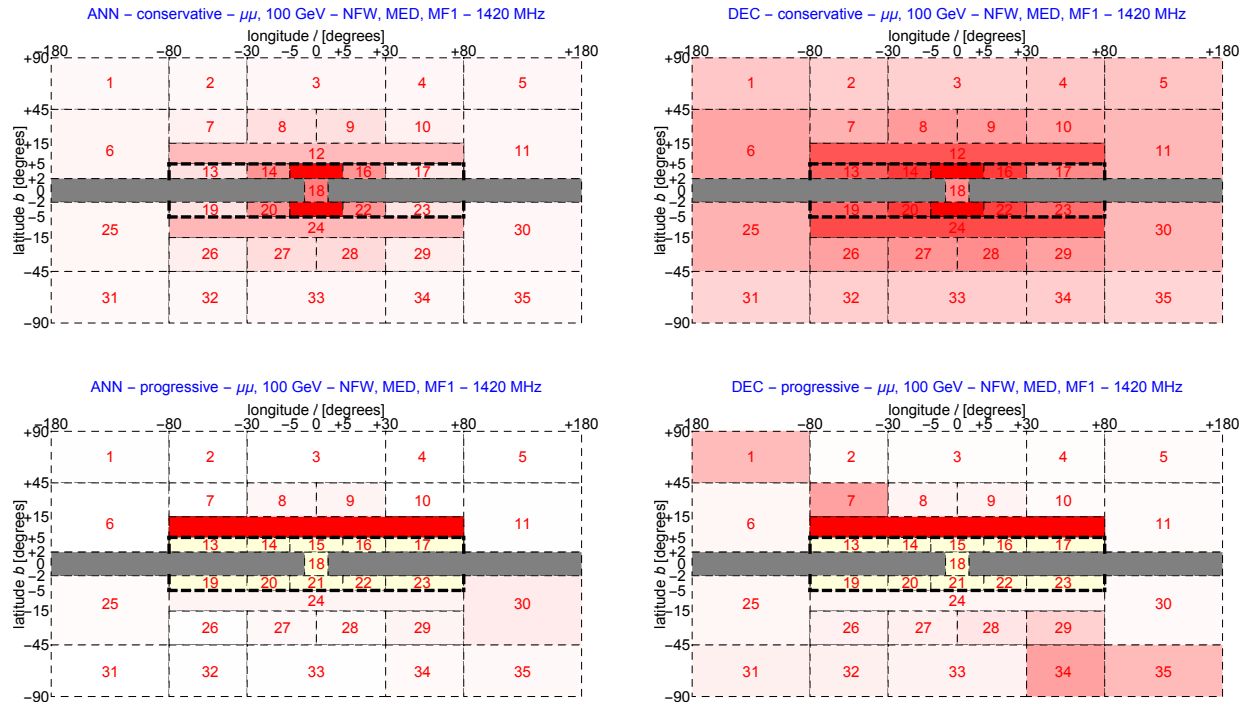 ANN – conservative – μμ, 100 GeV – NFW, MED, MF1 – 1420 MHz
longitude l [degrees]
−180 −80 −30 −5 0 +5 +30 +80 +180
latitude b [degrees]
+90
+45
+15
+5
+2
0
−2
−5
−15
−45
−90
1 2 3 4 5
7 8 9 10
6 12 11
13 14 16 17
18
19 20 22 23
25 24 30
26 27 28 29
31 32 33 34 35
DEC – conservative – μμ, 100 GeV – NFW, MED, MF1 – 1420 MHz
longitude l [degrees]
−180 −80 −30 −5 0 +5 +30 +80 +180
latitude b [degrees]
+90
+45
+15
+5
+2
0
−2
−5
−15
−45
−90
1 2 3 4 5
7 8 9 10
6 12 11
13 14 16 17
18
19 20 22 23
25 24 30
26 27 28 29
31 32 33 34 35
ANN – progressive – μμ, 100 GeV – NFW, MED, MF1 – 1420 MHz
longitude l [degrees]
−180 −80 −30 −5 0 +5 +30 +80 +180
latitude b [degrees]
+90
+45
+15
+5
+2
0
−2
−5
−15
−45
−90
1 2 3 4 5
7 8 9 10
6 11
13 14 15 16 17
18
19 20 21 22 23
25 24 30
26 27 28 29
31 32 33 34 35
DEC – progressive – μμ, 100 GeV – NFW, MED, MF1 – 1420 MHz
longitude l [degrees]
−180 −80 −30 −5 0 +5 +30 +80 +180
latitude b [degrees]
+90
+45
+15
+5
+2
0
−2
−5
−15
−45
−90
1 2 3 4 5
7 8 9 10
6 11
13 14 15 16 17
18
19 20 21 22 23
25 24 30
26 27 28 29
31 32 33 34 35